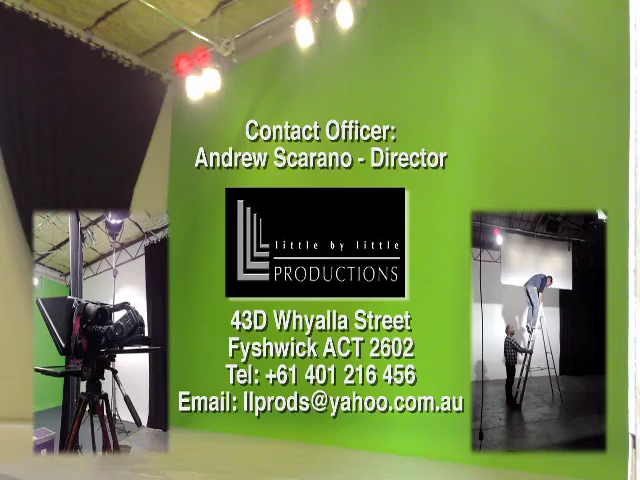 Contact Officer:
Andrew Scarano - Director
little by little
PRODUCTIONS
43D Whyalla Street
Fyshwick ACT 2602
Tel: +61 401 216 456
Email: llprods@yahoo.com.au